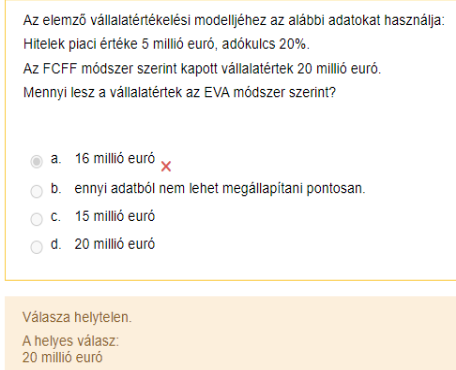 Az elemző vállalatértékelési modelljéhez az alábbi adatokat használja:
Hitelek piaci értéke 5 millió euró, adókulcs 20%.
Az FCFF módszer szerint kapott vállalatérték 20 millió euró.
Mennyi lesz a vállalatérték az EVA módszer szerint?
a. 16 millió euró
b. ennyi adatból nem lehet megállapítani pontosan.
c. 15 millió euró
d. 20 millió euró
Válasza helytelen.
A helyes válasz:
20 millió euró